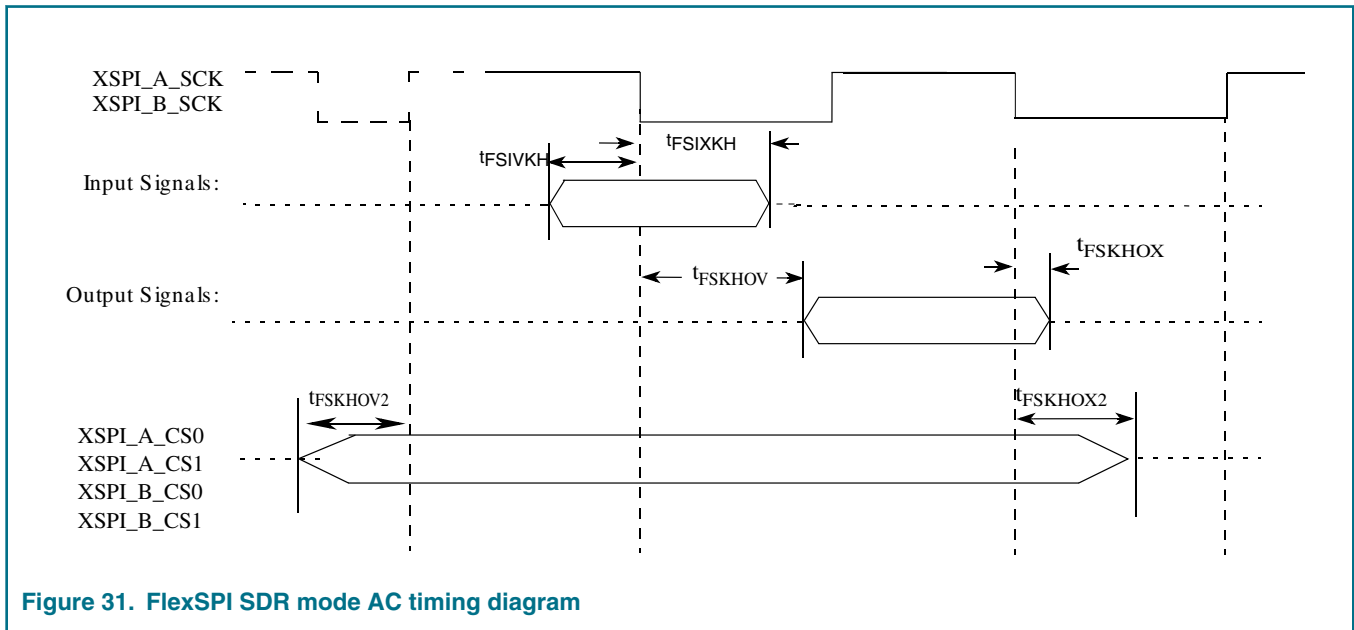 XSPI_A_SCK
XSPI_B_SCK
tFSIXKH
tFSIVKH
Input Signals:
tFSKHOX
tFSKHOV
Output Signals:
tFSKHOV2
tFSKHOX2
XSPI_A_CS0
XSPI_A_CS1
XSPI_B_CS0
XSPI_B_CS1
Figure 31. FlexSPI SDR mode AC timing diagram